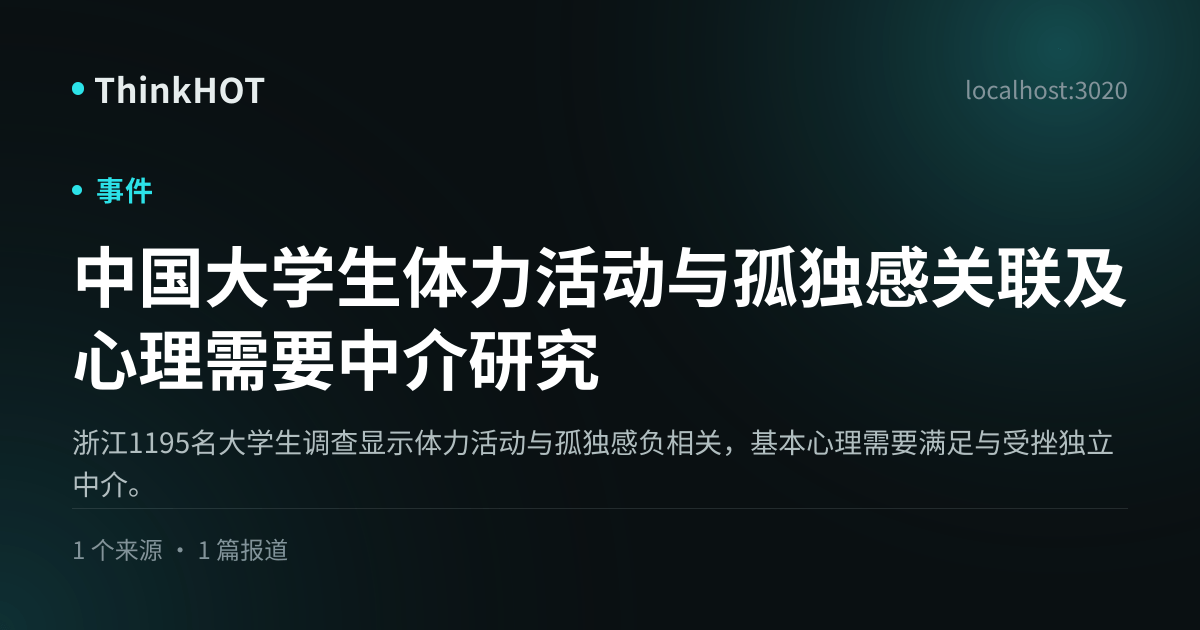 ThinkHOT
localhost:3020
事件
中国大学生体力活动与孤独感关联及
心理需要中介研究
浙江1195名大学生调查显示体力活动与孤独感负相关，基本心理需要满足与受挫独立
中介。
1 个来源 · 1 篇报道